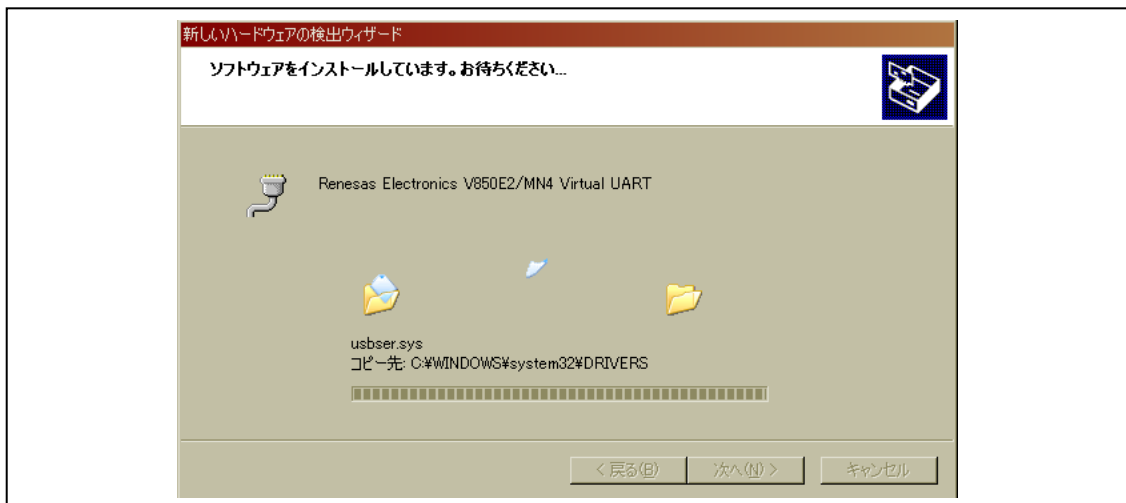 新しいハードウェアの検出ウィザード
ソフトウェアをインストールしています。お待ちください...
Renesas Electronics V850E2/MN4 Virtual UART
usbser.sys
コピー先: C:¥WINDOWS¥system32¥DRIVERS
< 戻る(B) 次へ(N) > キャンセル